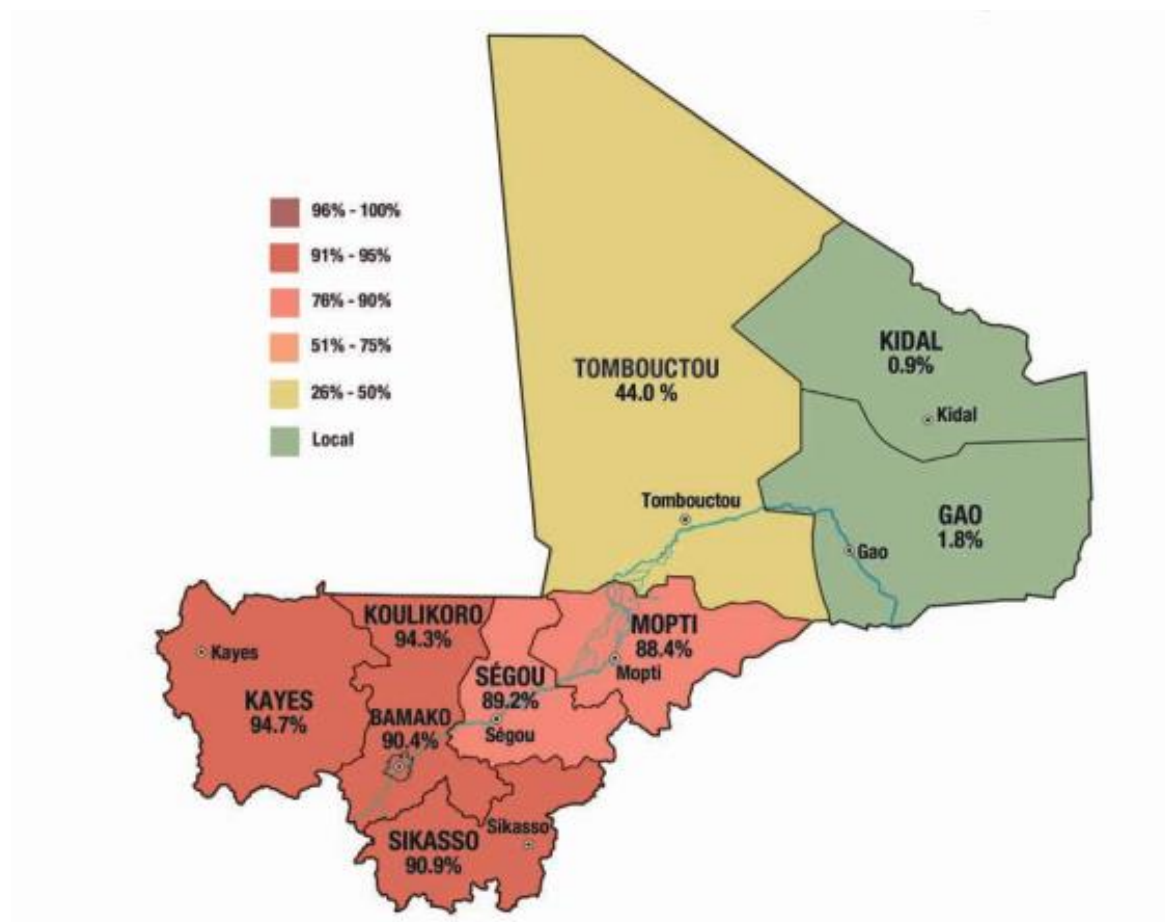 96% - 100%
91% - 95%
76% - 90%
51% - 75%
26% - 50%
Local
TOMBOUCTOU
44.0 %
KIDAL
0.9%
Kidal
Tombouctou
GAO
1.8%
Gao
KOULIKORO
94.3%
MOPTI
88.4%
Mopti
Kayes
KAYES
94.7%
SÉGOU
89.2%
Ségou
BAMAKO
90.4%
Sikasso
SIKASSO
90.9%